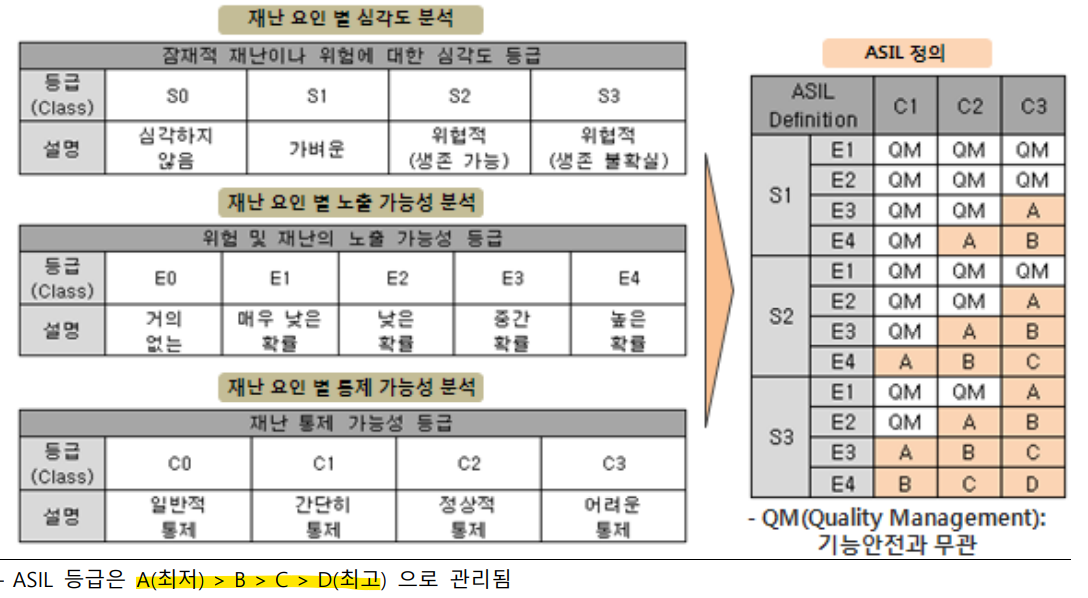 재난 요인 별 심각도 분석
잠재적 재난이나 위험에 대한 심각도 등급
등급 (Class) S0 S1 S2 S3
설명 심각하지 않음 가벼운 위협적 (생존 가능) 위협적 (생존 불확실)
재난 요인 별 노출 가능성 분석
위험 및 재난의 노출 가능성 등급
등급 (Class) E0 E1 E2 E3 E4
설명 거의 없는 매우 낮은 확률 낮은 확률 중간 확률 높은 확률
재난 요인 별 통제 가능성 분석
재난 통제 가능성 등급
등급 (Class) C0 C1 C2 C3
설명 일반적 통제 간단히 통제 정상적 통제 어려운 통제
ASIL 정의
ASIL Definition C1 C2 C3
S1 E1 QM QM QM
E2 QM QM QM
E3 QM QM A
E4 QM A B
S2 E1 QM QM QM
E2 QM QM A
E3 QM A B
E4 A B C
S3 E1 QM QM A
E2 QM A B
E3 A B C
E4 B C D
- QM(Quality Management):
기능안전과 무관
- ASIL 등급은 A(최저) > B > C > D(최고) 으로 관리됨